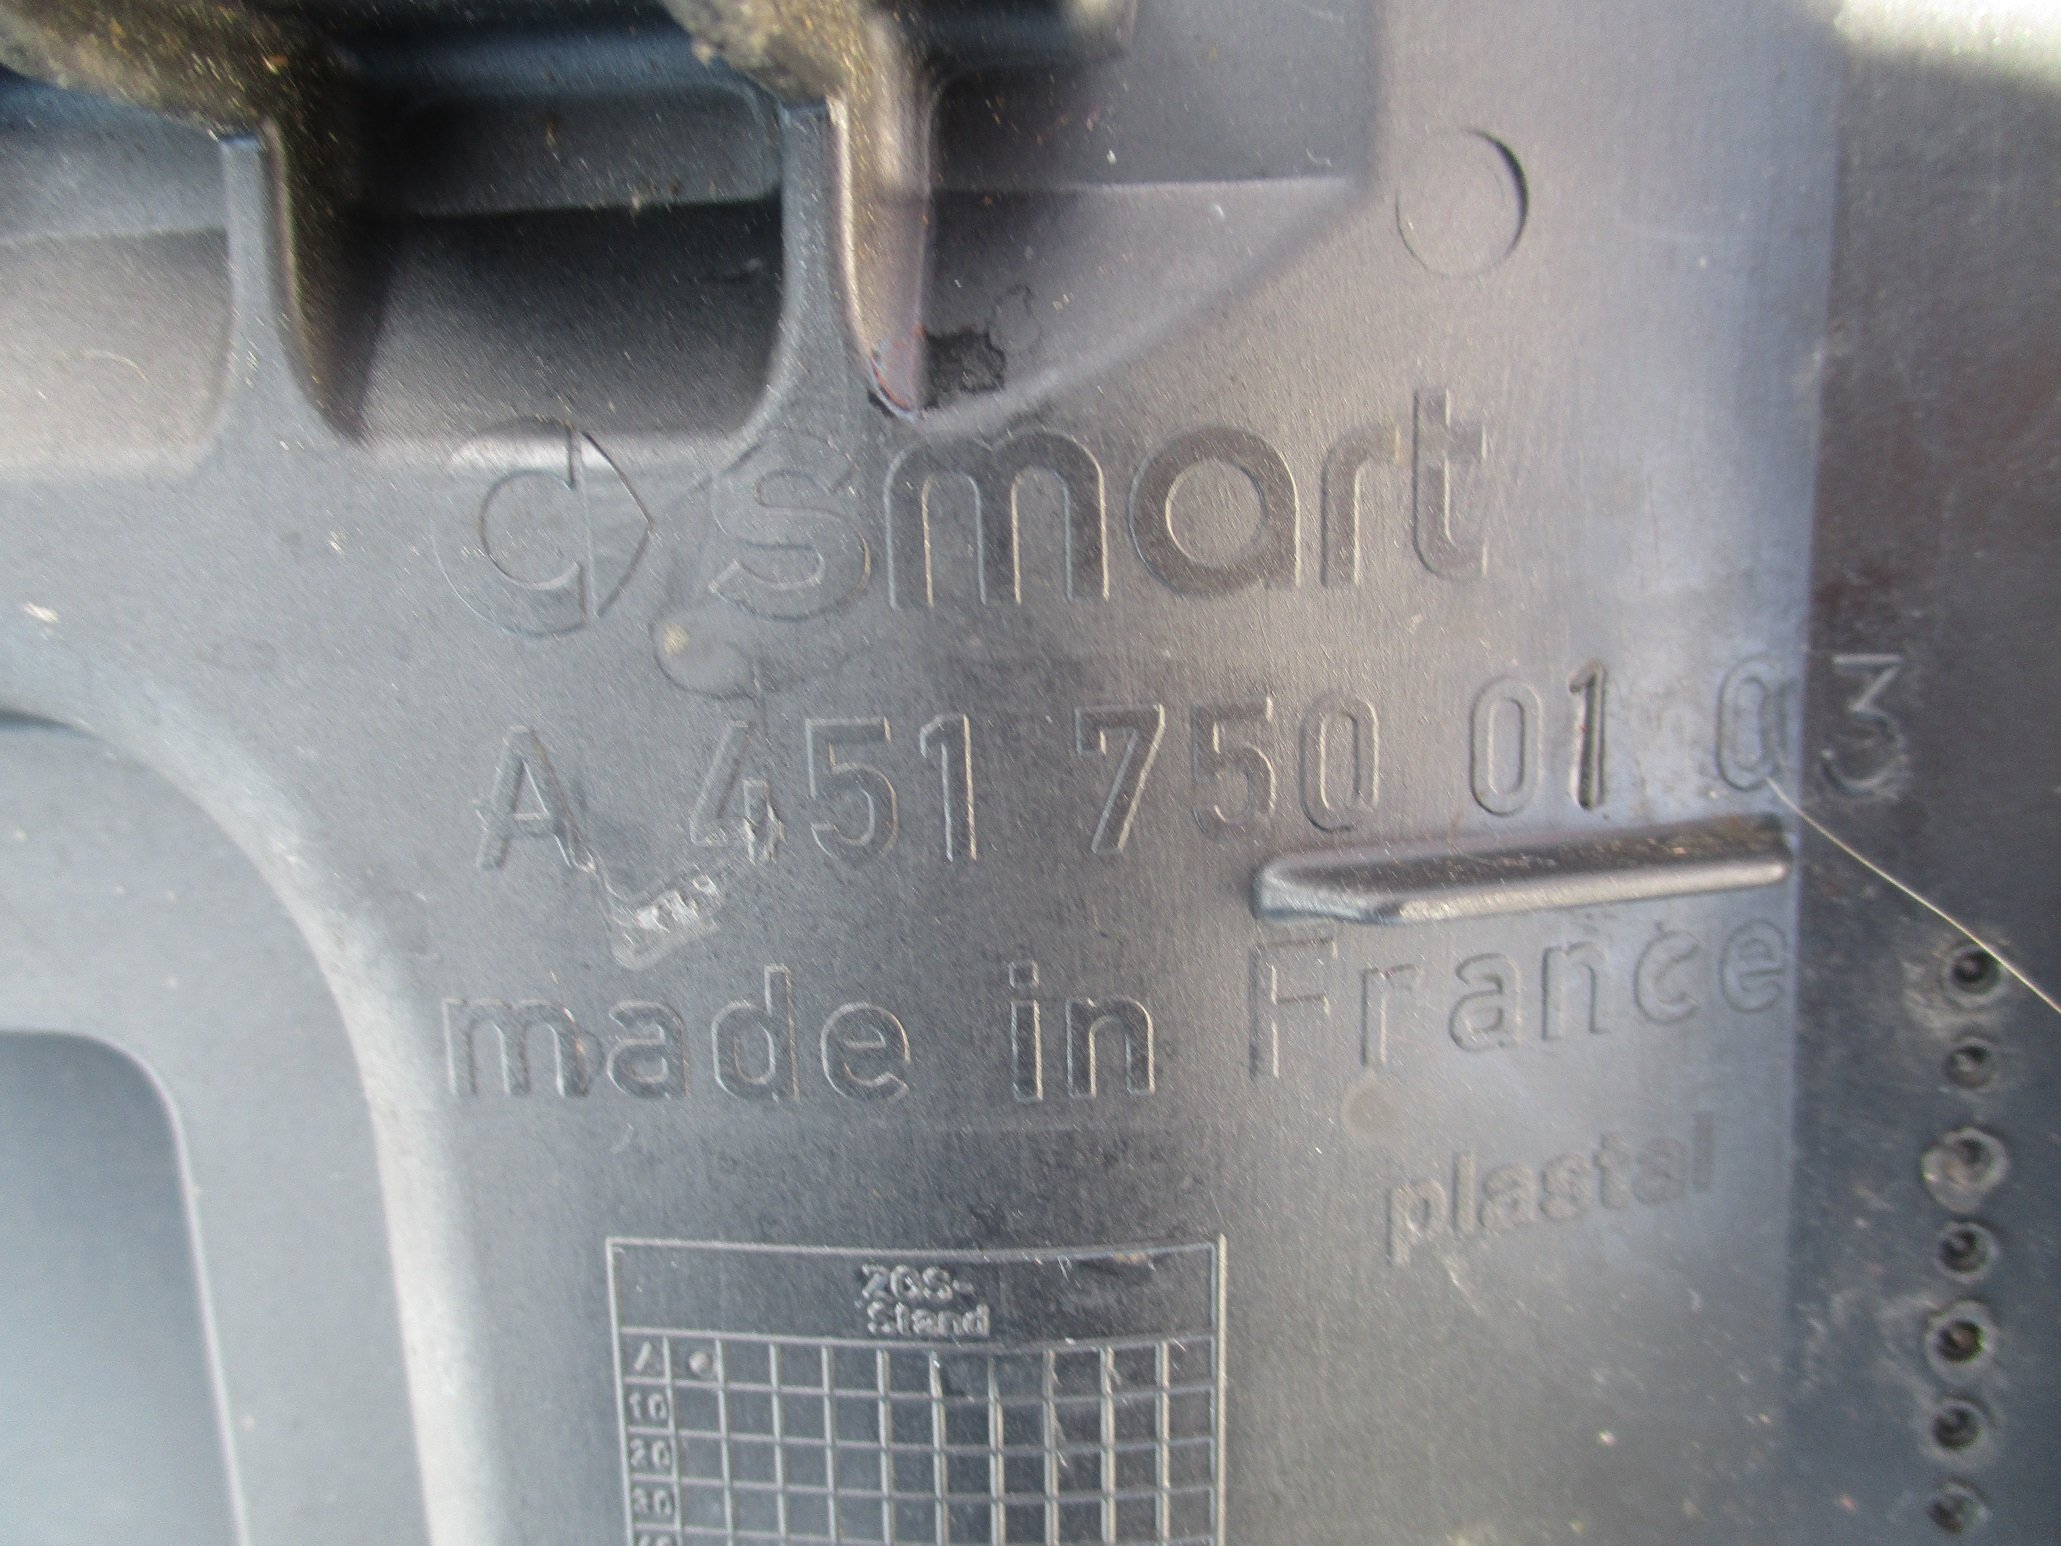 smart
A 451 750 01 03
made in France
plastal
ZGS-
Stand
A
10
20
30